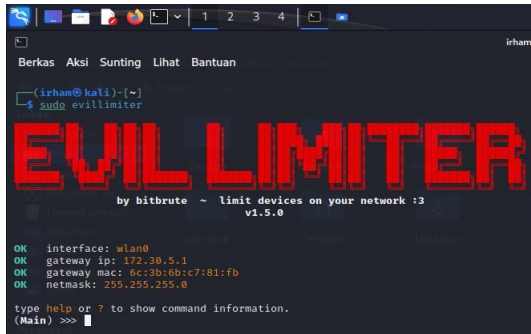 1 2 3 4
irham
Berkas Aksi Sunting Lihat Bantuan
┌──(irham㉿kali)-[~]
└─$ sudo evillimiter
EVIL LIMITER
by bitbrute ~ limit devices on your network :3
v1.5.0
OK interface: wlan0
OK gateway ip: 172.30.5.1
OK gateway mac: 6c:3b:6b:c7:81:fb
OK netmask: 255.255.255.0
type help or ? to show command information.
(Main) >>>